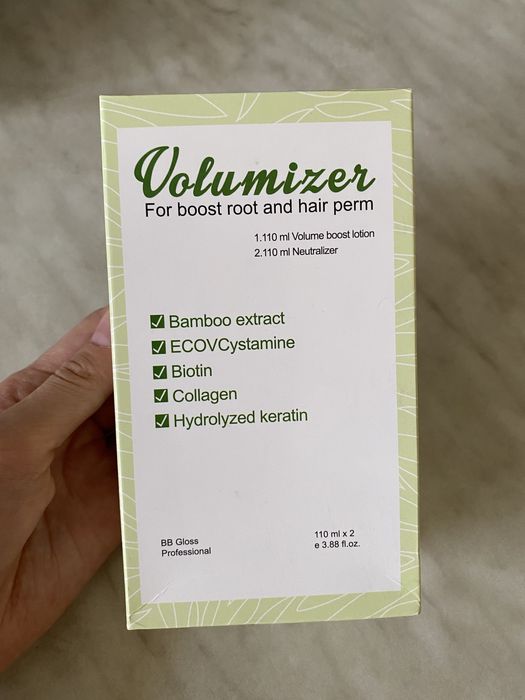 Volumizer
For boost root and hair perm
1.110 ml Volume boost lotion
2.110 ml Neutralizer
Bamboo extract
ECOVCystamine
Biotin
Collagen
Hydrolyzed keratin
BB Gloss
Professional
110 ml x 2
e 3.88 fl.oz.